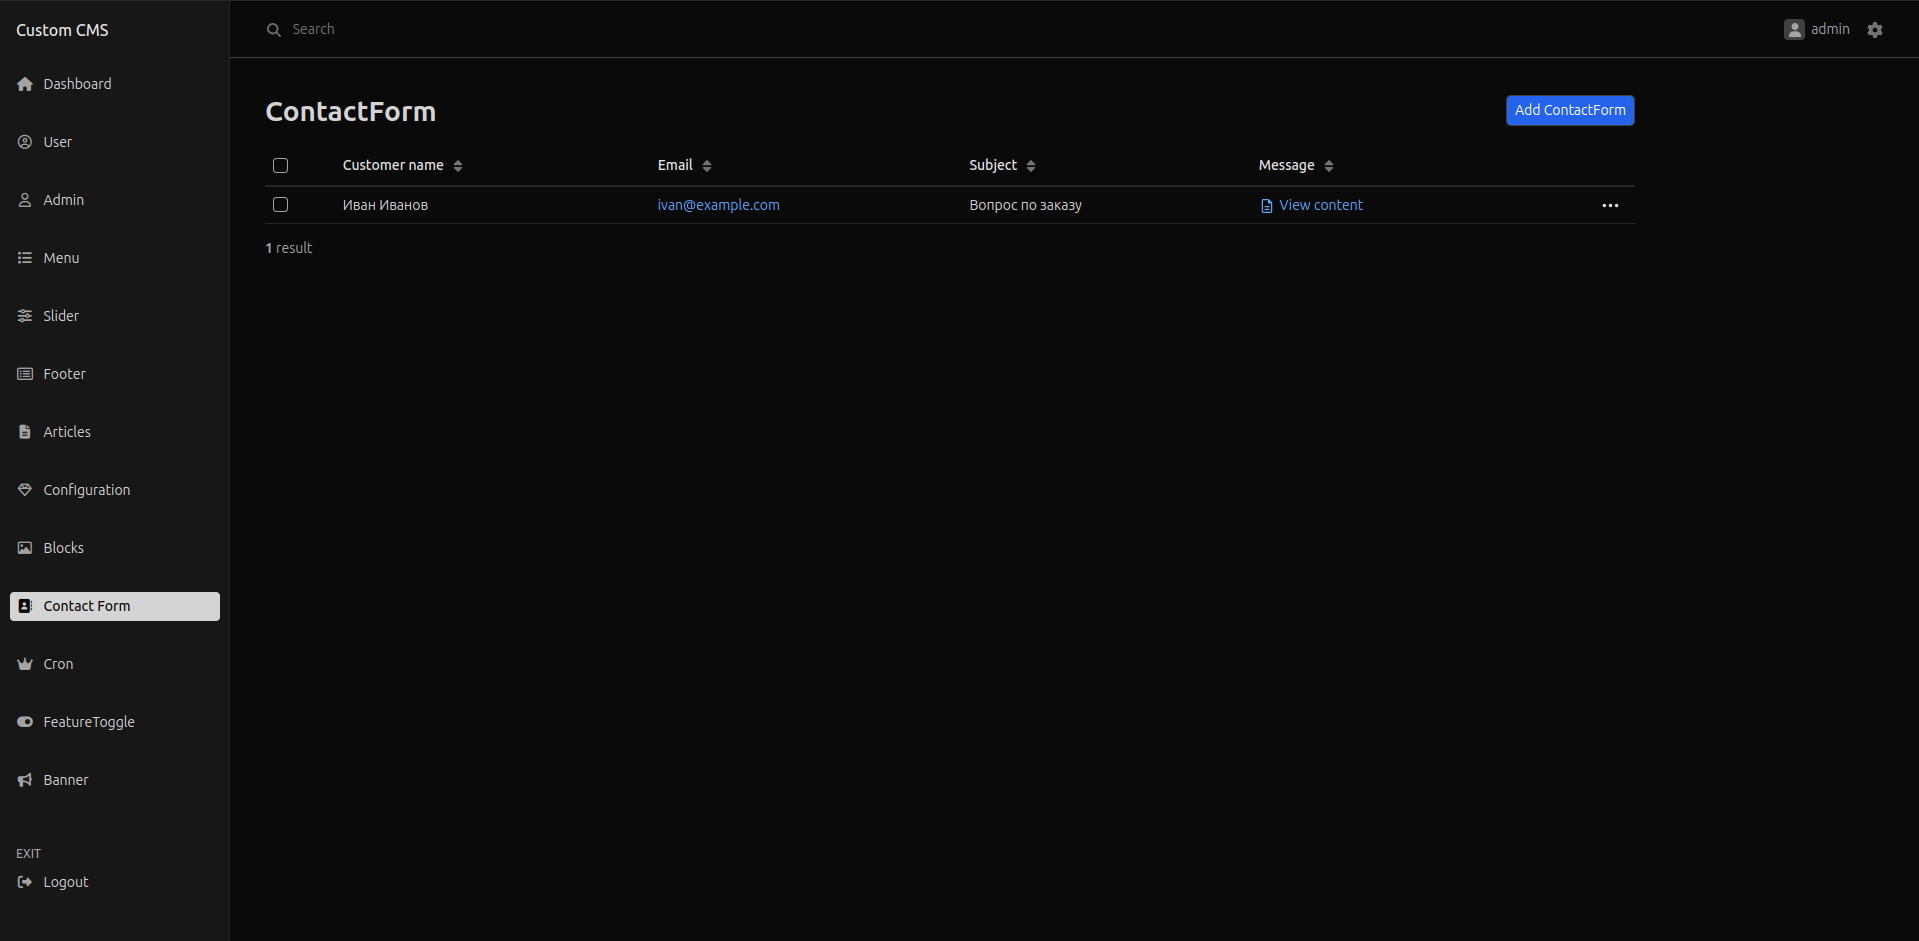 Custom CMS
Search
admin
Dashboard
User
Admin
Menu
Slider
Footer
Articles
Configuration
Blocks
Contact Form
Cron
FeatureToggle
Banner
EXIT
Logout
ContactForm
Add ContactForm
Customer name Email Subject Message
Иван Иванов ivan@example.com Вопрос по заказу View content
1 result